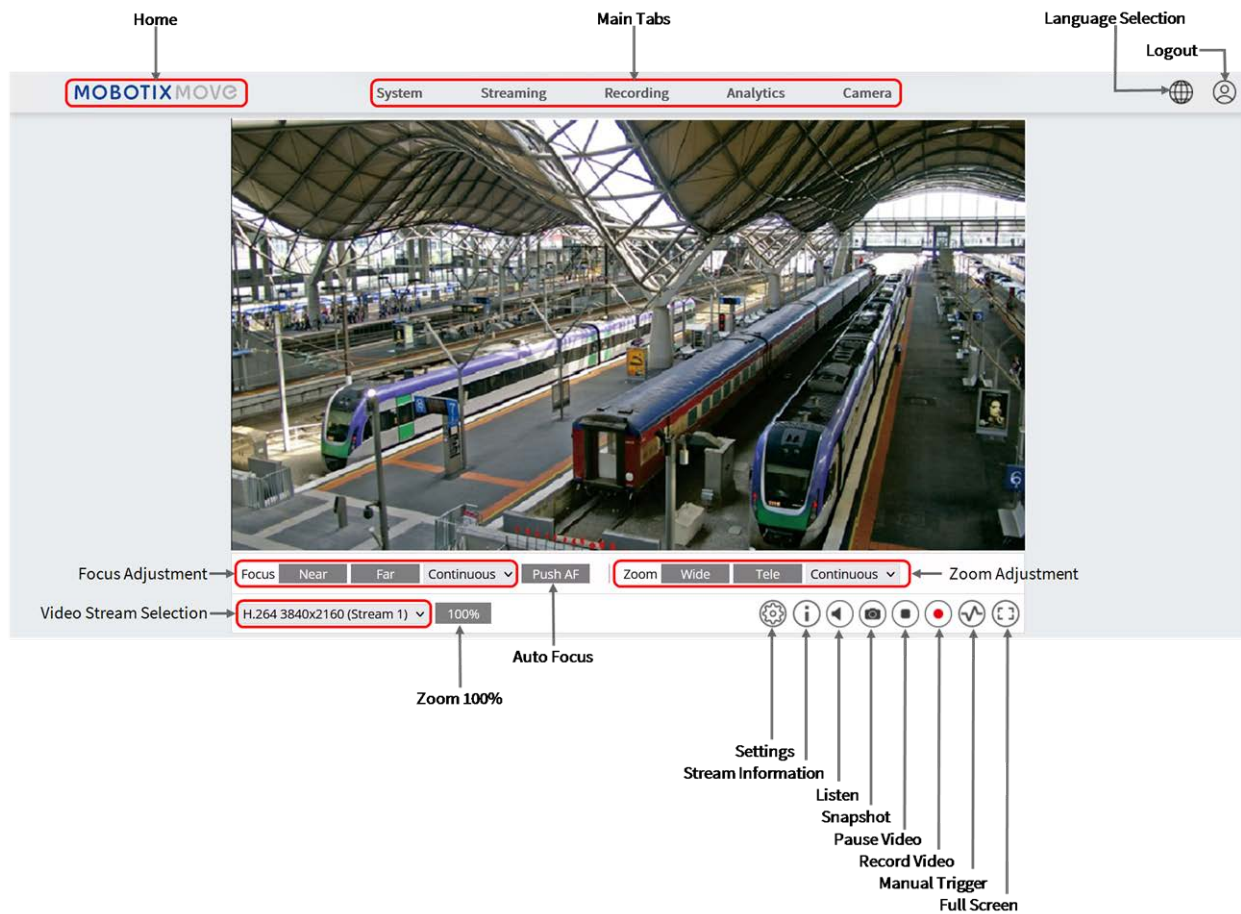 Home
Main Tabs
Language Selection
Logout
MOBOTIX MOVE
System Streaming Recording Analytics Camera
6
Focus Adjustment
Focus Near Far Continuous Push AF
Zoom Wide Tele Continuous
Zoom Adjustment
Video Stream Selection
H.264 3840x2160 (Stream 1) 100%
Auto Focus
Zoom 100%
Settings
Stream Information
Listen
Snapshot
Pause Video
Record Video
Manual Trigger
Full Screen